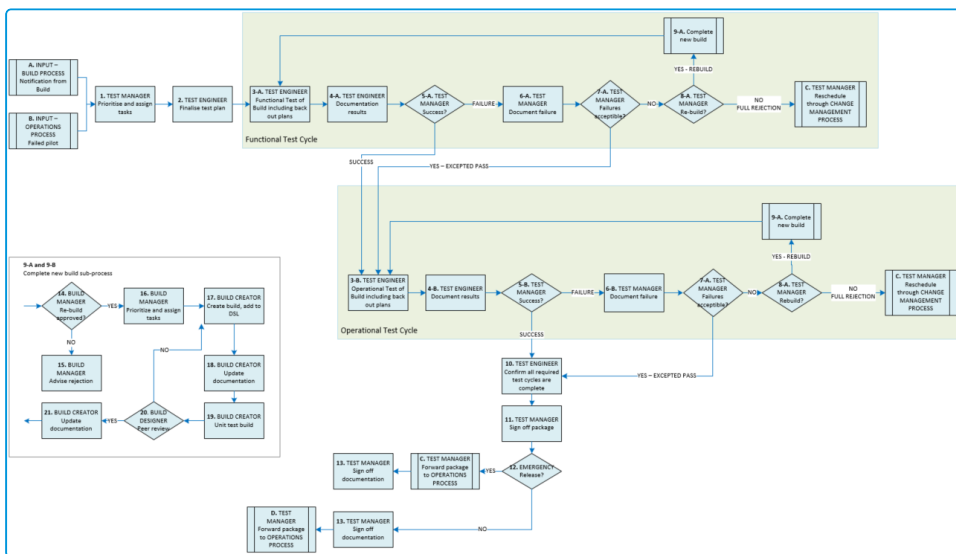 9-A. Complete
new build
A. INPUT –
BUILD PROCESS
Notification from
Build
B. INPUT –
OPERATIONS
PROCESS
Failed pilot
1. TEST MANAGER
Prioritise and assign
tasks
2. TEST ENGINEER
Finalise test plan
3-A. TEST ENGINEER
Functional Test of
Build including back
out plans
4-A. TEST ENGINEER
Documentation
results
5-A. TEST
MANAGER
Success?
FAILURE
6-A. TEST
MANAGER
Document failure
7-A. TEST
MANAGER
Failures
acceptible?
NO
YES - REBUILD
8-A. TEST
MANAGER
Re-build?
NO
FULL REJECTION
C. TEST MANAGER
Reschedule
through CHANGE
MANAGEMENT
PROCESS
Functional Test Cycle
SUCCESS
YES – EXCEPTED PASS
9-A. Complete
new build
YES - REBUILD
3-B. TEST ENGINEER
Operational Test of
Build including back
out plans
4-B. TEST ENGINEER
Document results
5-B. TEST
MANAGER
Success?
FAILURE
6-B. TEST MANAGER
Document failure
7-A. TEST
MANAGER
Failures
acceptible?
NO
8-A. TEST
MANAGER
Rebuild?
NO
FULL REJECTION
C. TEST MANAGER
Reschedule
through CHANGE
MANAGEMENT
PROCESS
Operational Test Cycle
SUCCESS
YES – EXCEPTED PASS
10. TEST ENGINEER
Confirm all required
test cycles are
complete
11. TEST MANAGER
Sign off package
12. EMERGENCY
Release?
YES
C. TEST MANAGER
Forward package
to OPERATIONS
PROCESS
13. TEST MANAGER
Sign off
documentation
NO
13. TEST MANAGER
Sign off
documentation
D. TEST
MANAGER
Forward package
to OPERATIONS
PROCESS
9-A and 9-B
Complete new build sub-process
14. BUILD
MANAGER
Re-build
approved?
YES
16. BUILD
MANAGER
Prioritise and assign
tasks
17. BUILD CREATOR
Create build, add to
DSL
NO
15. BUILD
MANAGER
Advise rejection
NO
18. BUILD CREATOR
Update
documentation
19. BUILD CREATOR
Unit test build
20. BUILD
DESIGNER
Peer review
YES
21. BUILD CREATOR
Update
documentation